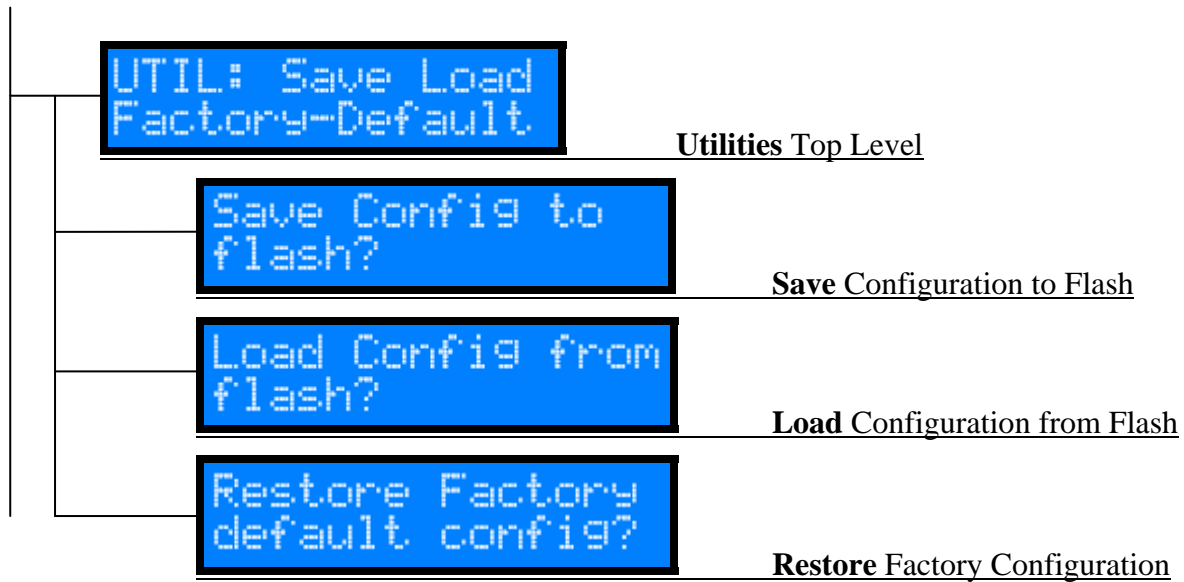 UTIL: Save Load
Factory-Default
Utilities Top Level
Save Config to
flash?
Save Configuration to Flash
Load Config from
flash?
Load Configuration from Flash
Restore Factory
default config?
Restore Factory Configuration